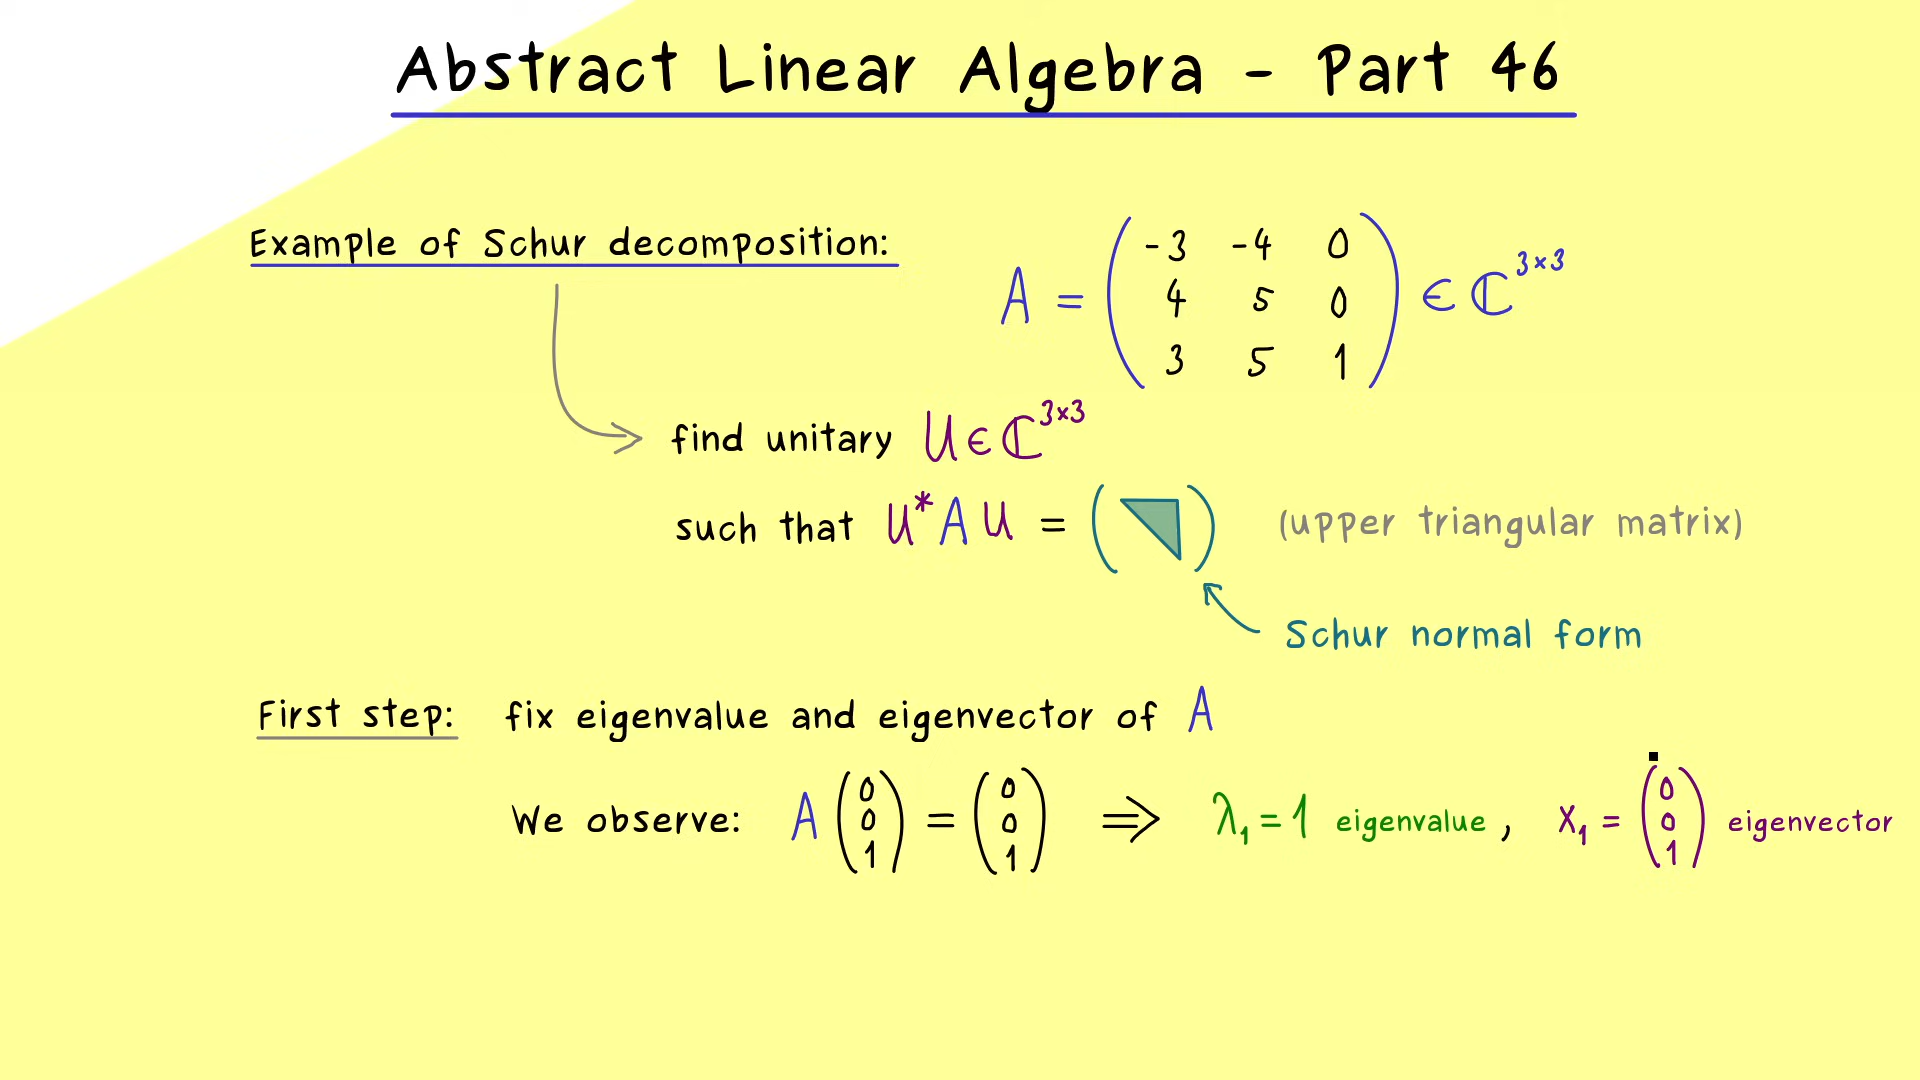 Abstract Linear Algebra - Part 46
Example of Schur decomposition:
A = ( -3 -4 0
4 5 0
3 5 1 ) ∈ ℂ^{3×3}
find unitary U ∈ ℂ^{3×3}
such that U* A U = ( ) (upper triangular matrix)
Schur normal form
First step: fix eigenvalue and eigenvector of A
We observe: A (0 0 1) = (0 0 1) ⇒ λ₁ = 1 eigenvalue , x₁ = (0 0 1) eigenvector